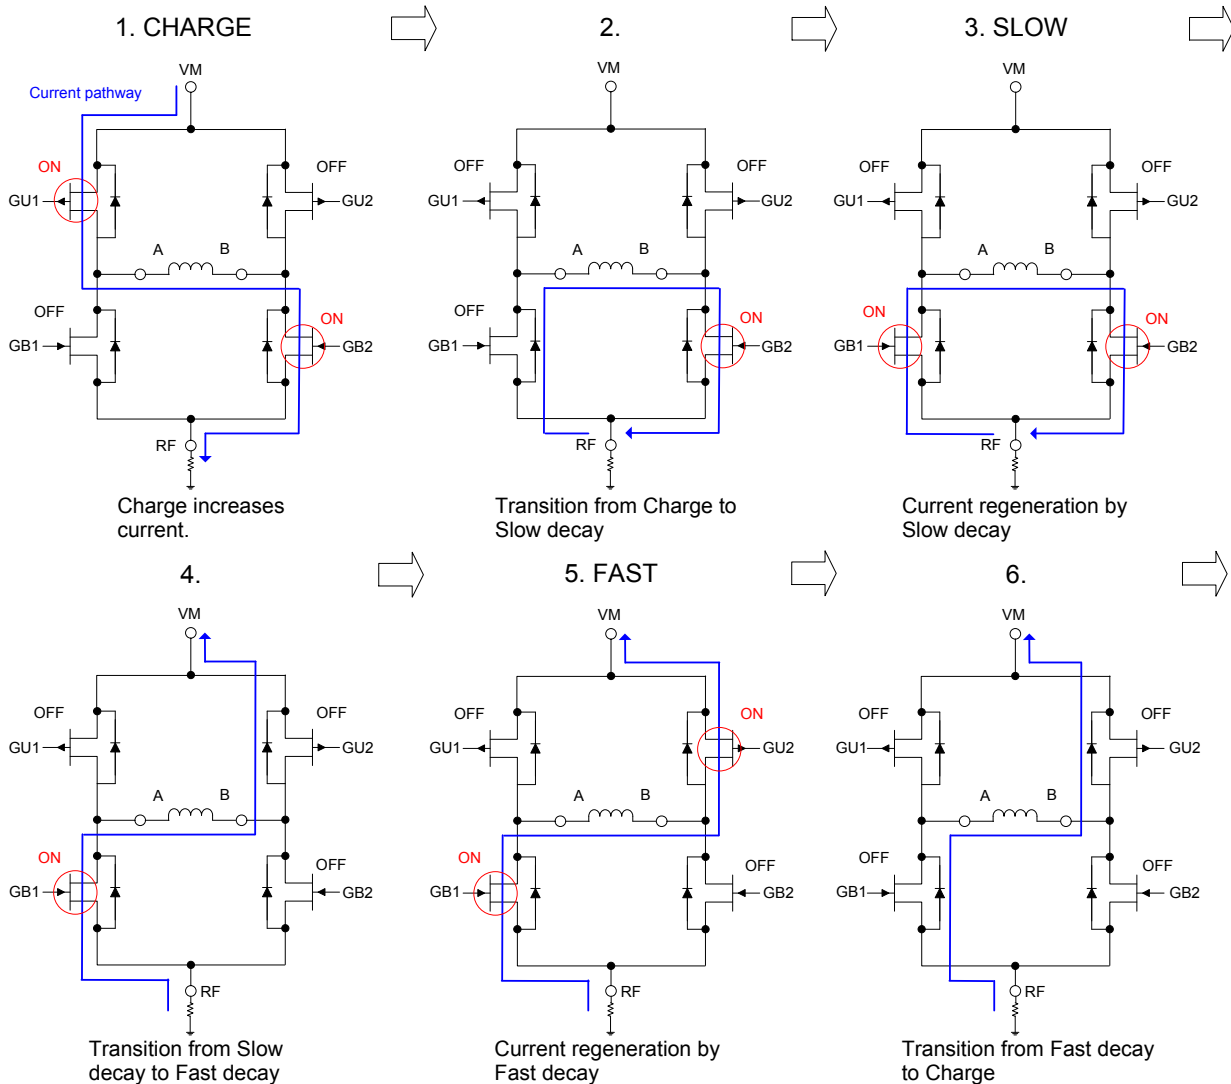 1. CHARGE
2.
3. SLOW
VM
VM
VM
Current pathway
ON
OFF
OFF
OFF
OFF
OFF
GU1
GU2
GU1
GU2
GU1
GU2
A
B
A
B
A
B
OFF
ON
OFF
ON
ON
ON
GB1
GB2
GB1
GB2
GB1
GB2
RF
RF
RF
Charge increases
current.
Transition from Charge to
Slow decay
Current regeneration by
Slow decay
4.
5. FAST
6.
VM
VM
VM
OFF
OFF
OFF
ON
OFF
OFF
GU1
GU2
GU1
GU2
GU1
GU2
A
B
A
B
A
B
ON
OFF
ON
OFF
OFF
OFF
GB1
GB2
GB1
GB2
GB1
GB2
RF
RF
RF
Transition from Slow
decay to Fast decay
Current regeneration by
Fast decay
Transition from Fast decay
to Charge